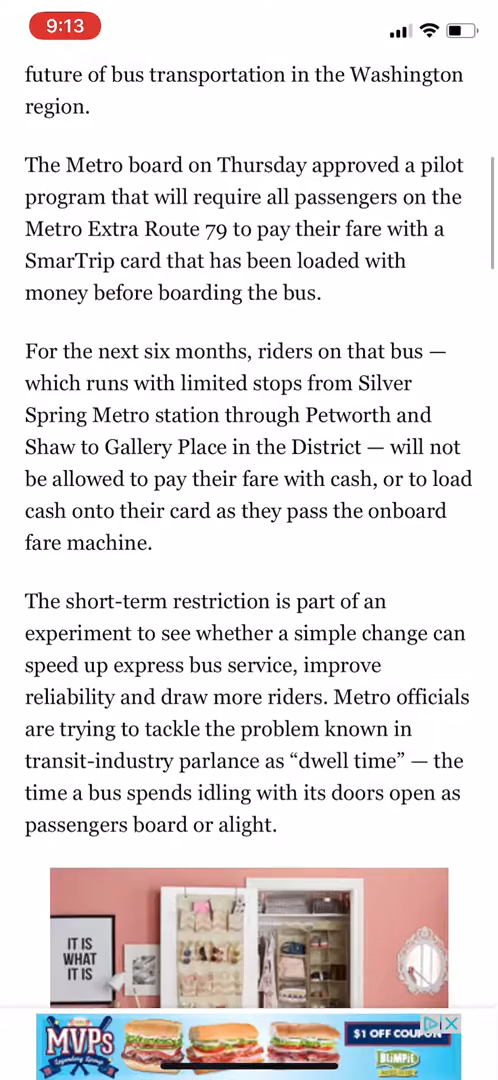 9:13
future of bus transportation in the Washington
region.
The Metro board on Thursday approved a pilot
program that will require all passengers on the
Metro Extra Route 79 to pay their fare with a
SmarTrip card that has been loaded with
money before boarding the bus.
For the next six months, riders on that bus —
which runs with limited stops from Silver
Spring Metro station through Petworth and
Shaw to Gallery Place in the District — will not
be allowed to pay their fare with cash, or to load
cash onto their card as they pass the onboard
fare machine.
The short-term restriction is part of an
experiment to see whether a simple change can
speed up express bus service, improve
reliability and draw more riders. Metro officials
are trying to tackle the problem known in
transit-industry parlance as “dwell time” — the
time a bus spends idling with its doors open as
passengers board or alight.
IT IS
WHAT
IT IS
MVPs
$1 OFF COUPON
BLIMPIE